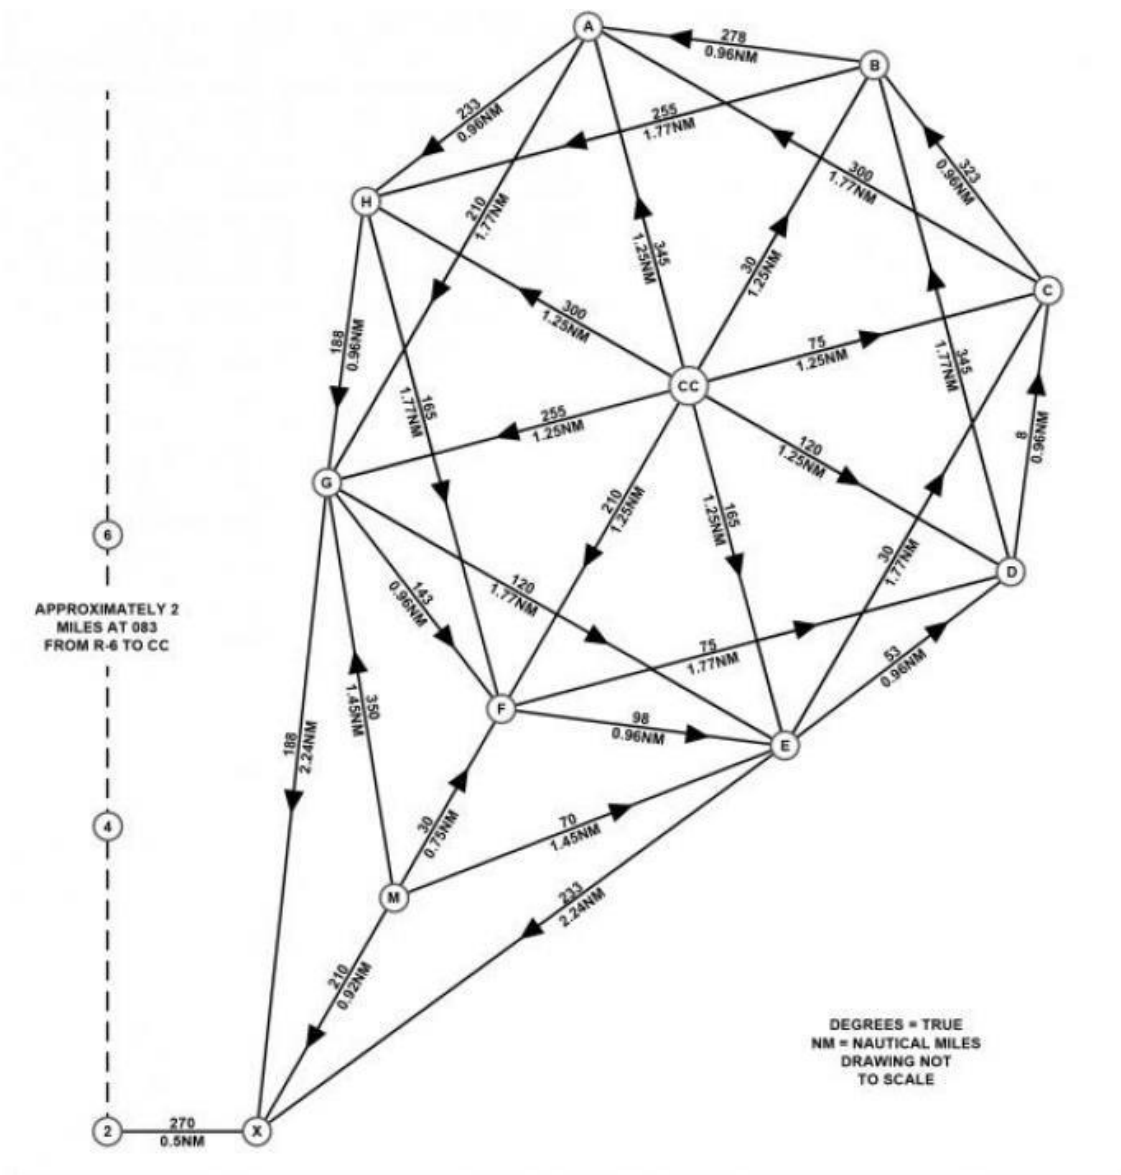 A
278
0.96NM
B
233
0.96NM
255
1.77NM
300
1.77NM
323
0.96NM
H
210
1.77NM
345
1.25NM
30
1.25NM
C
300
1.25NM
75
1.25NM
188
0.96NM
165
1.77NM
CC
345
1.77NM
255
1.25NM
120
1.25NM
8
0.96NM
G
210
1.25NM
165
1.25NM
30
1.77NM
6
D
APPROXIMATELY 2
MILES AT 083
FROM R-6 TO CC
143
0.96NM
120
1.77NM
75
1.77NM
53
0.96NM
350
1.45NM
F
98
0.96NM
E
188
2.24NM
4
30
0.75NM
70
1.45NM
M
233
2.24NM
210
0.92NM
DEGREES = TRUE
NM = NAUTICAL MILES
DRAWING NOT
TO SCALE
2
270
0.5NM
X